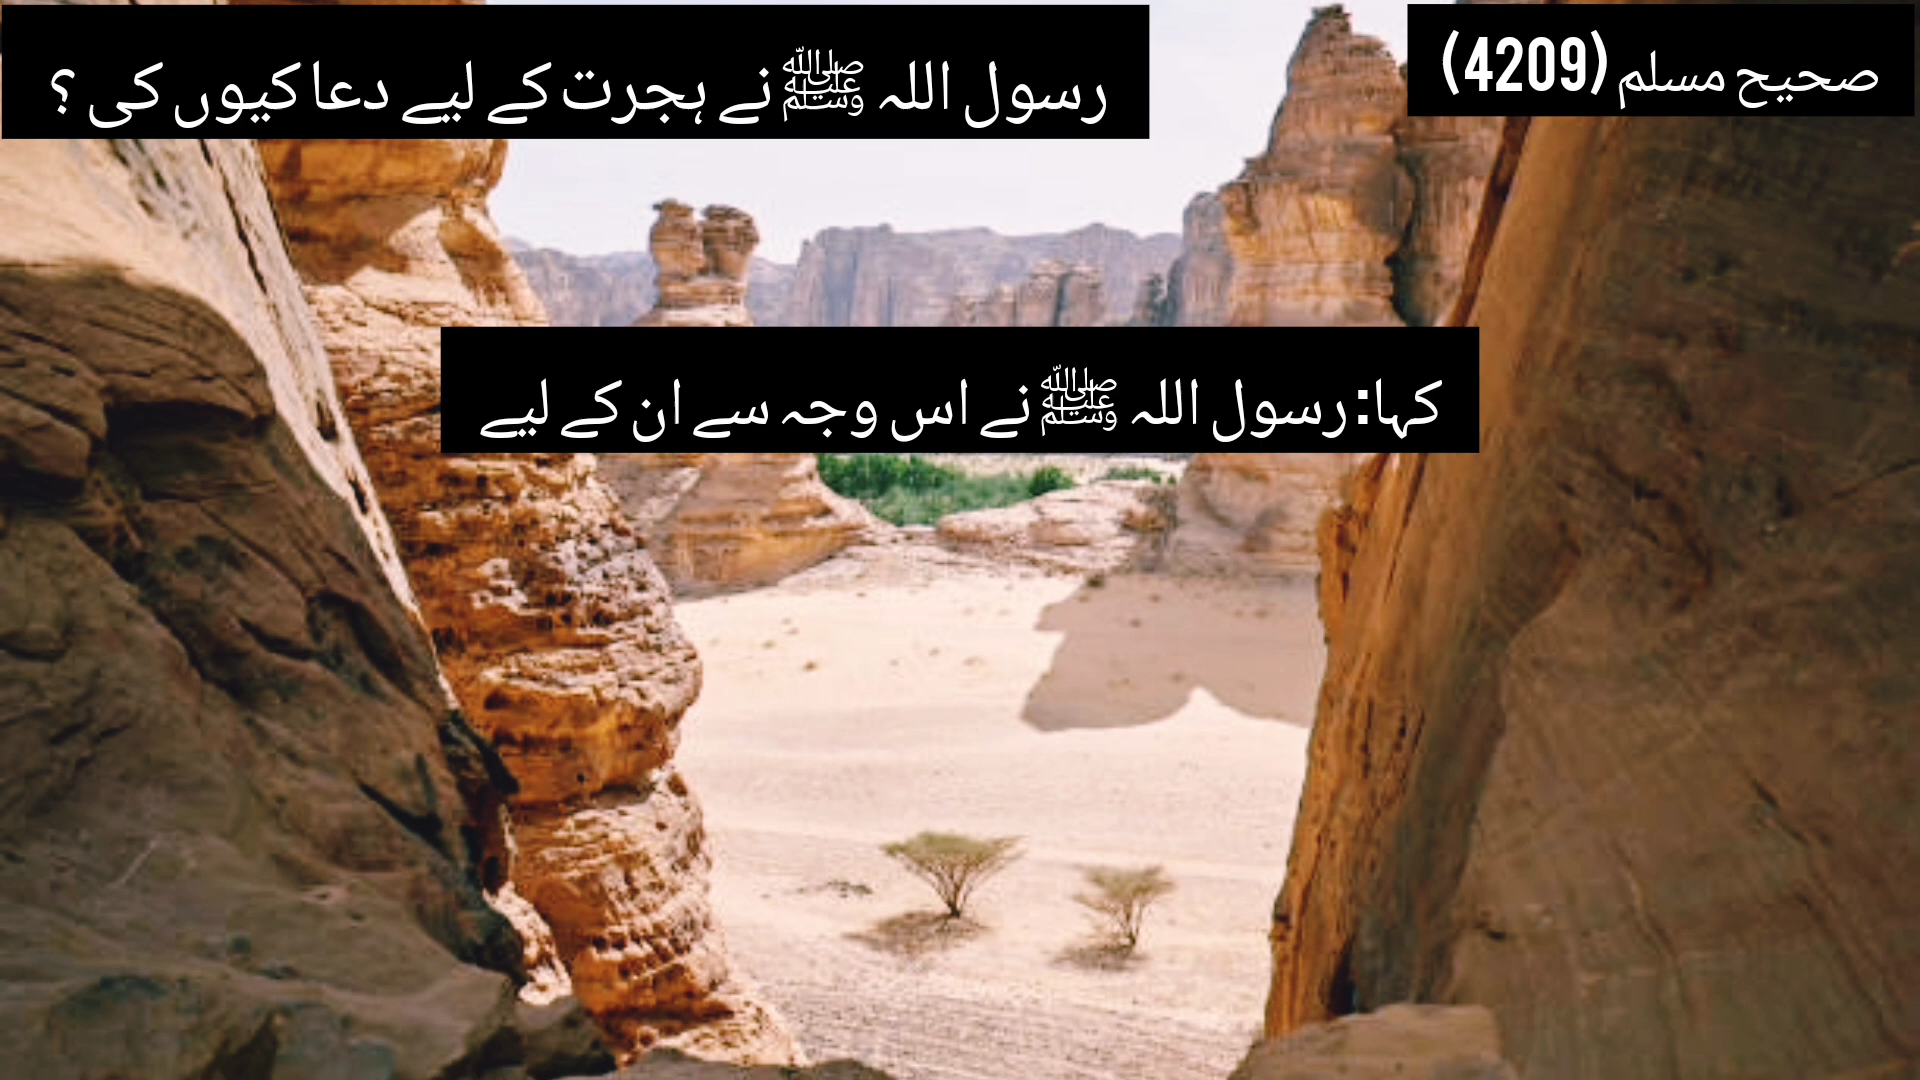 صحیح مسلم (4209)
رسول اللہ ﷺ نے ہجرت کے لیے دعا کیوں کی ؟
کہا: رسول اللہ ﷺ نے اس وجہ سے ان کے لیے